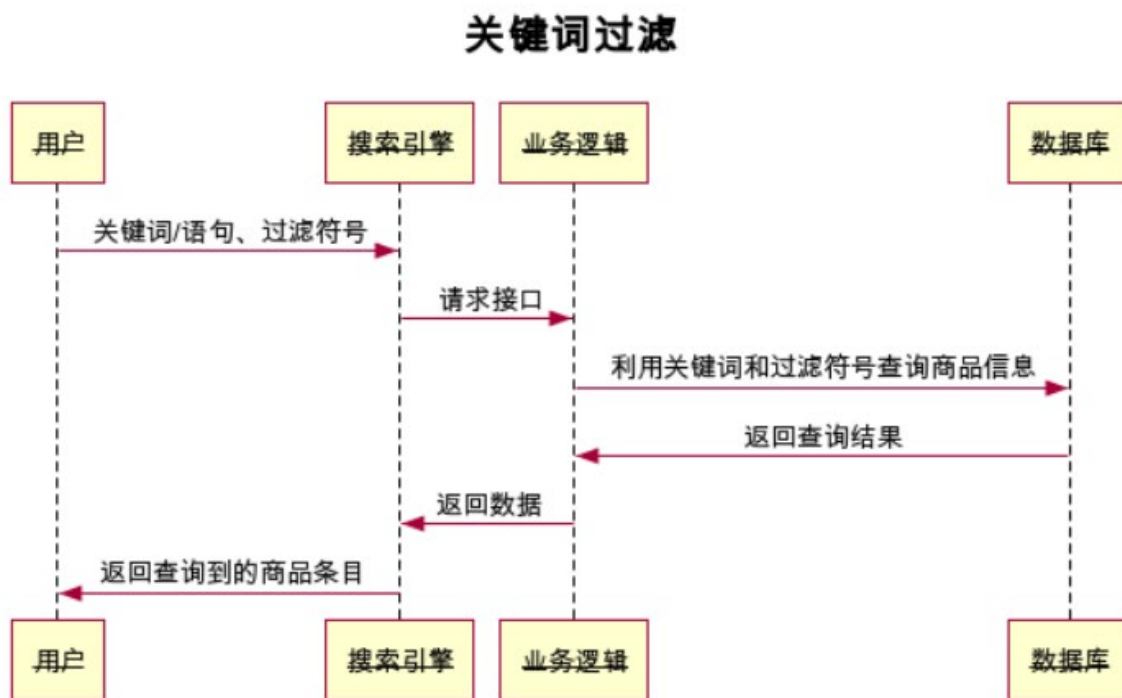 关键词过滤
用户 搜索引擎 业务逻辑 数据库
关键词/语句、过滤符号
请求接口
利用关键词和过滤符号查询商品信息
返回查询结果
返回数据
返回查询到的商品条目
用户 搜索引擎 业务逻辑 数据库